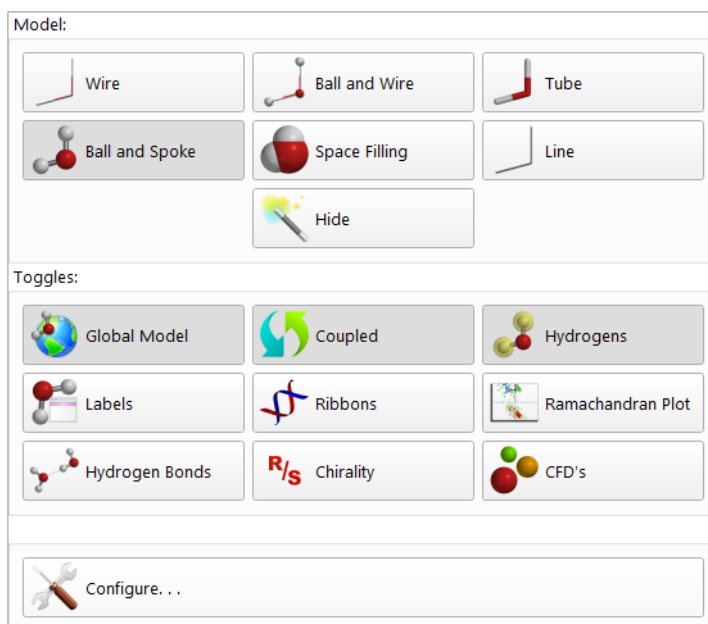 Model:
Wire
Ball and Wire
Tube
Ball and Spoke
Space Filling
Line
Hide
Toggles:
Global Model
Coupled
Hydrogens
Labels
Ribbons
Ramachandran Plot
Hydrogen Bonds
R/S
Chirality
CFD's
Configure. . .